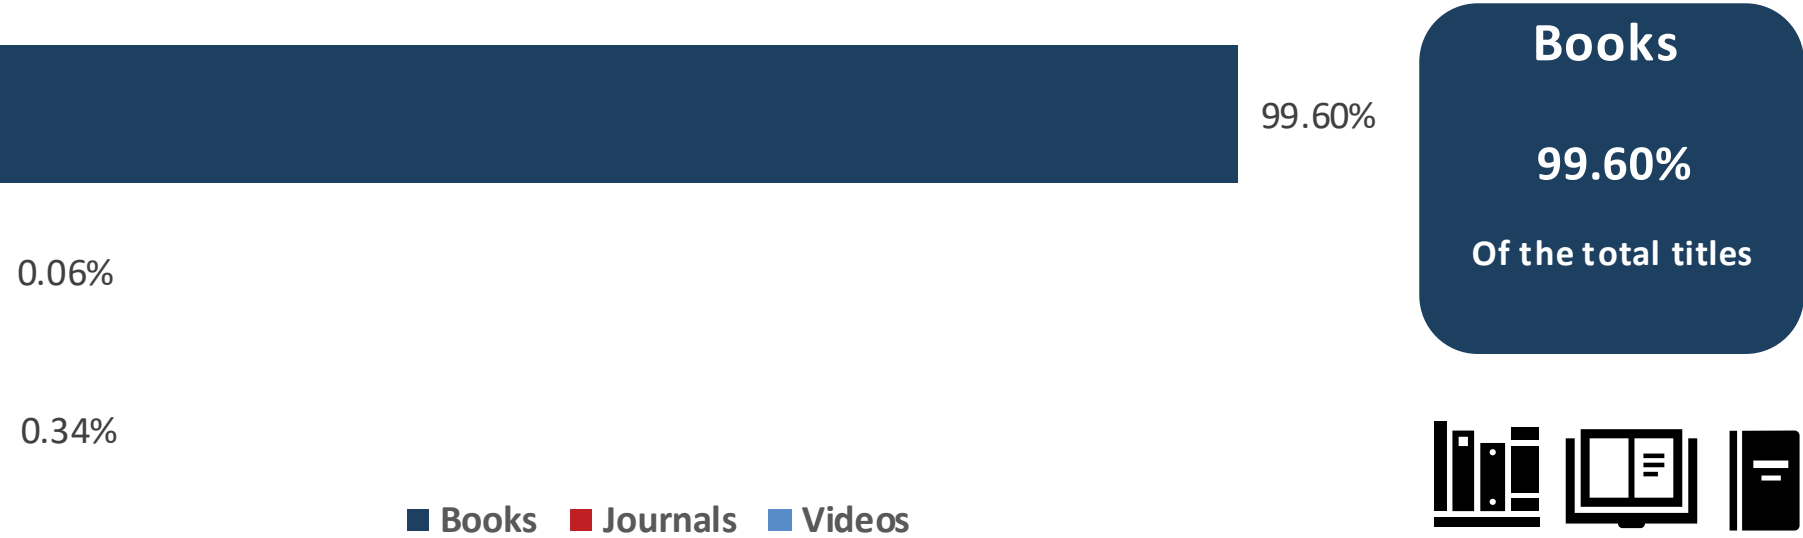 99.60%
0.06%
0.34%
Books Journals Videos
Books
99.60%
Of the total titles